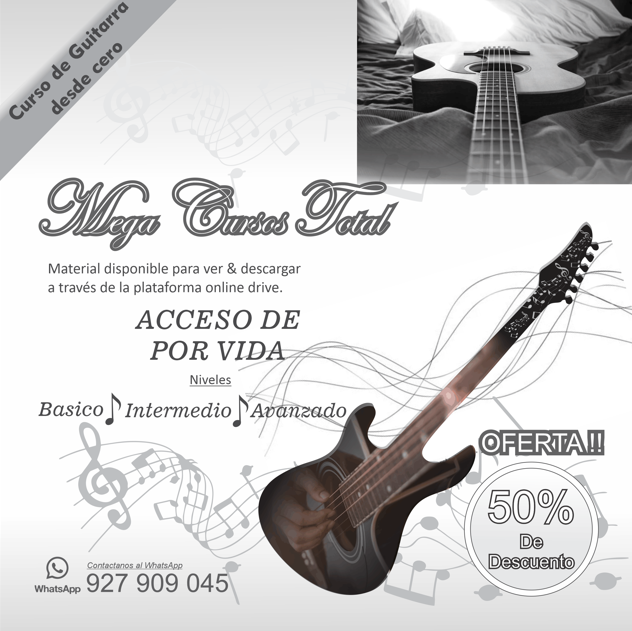 Curso de Guitarra
desde cero
Mega Cursos Total
Material disponible para ver & descargar
a través de la plataforma online drive.
ACCESO DE
POR VIDA
Niveles
Basico Intermedio Avanzado
OFERTA!!
50%
De
Descuento
Contactanos al WhatsApp
WhatsApp 927 909 045